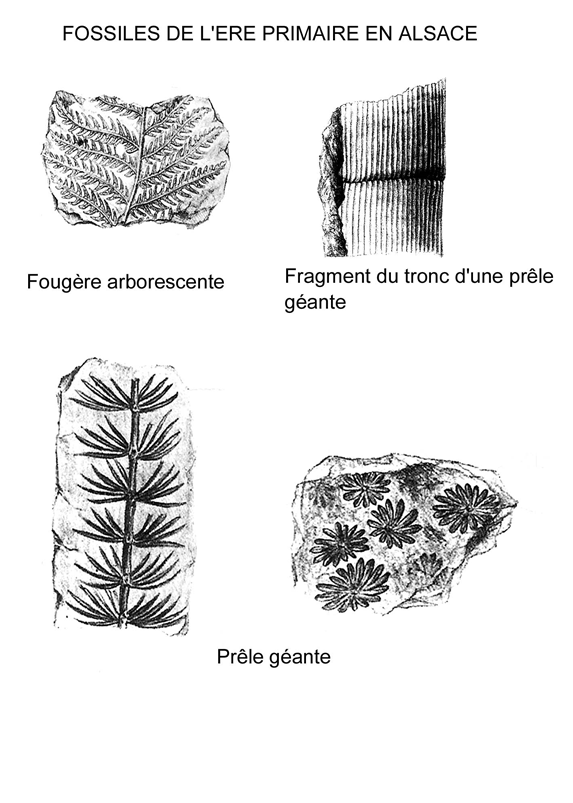 FOSSILES DE L'ERE PRIMAIRE EN ALSACE
Fougère arborescente
Fragment du tronc d'une prêle
géante
Prêle géante